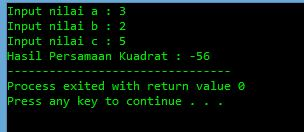 Input nilai a : 3
Input nilai b : 2
Input nilai c : 5
Hasil Persamaan Kuadrat : -56
--------------------------------
Process exited with return value 0
Press any key to continue . . .